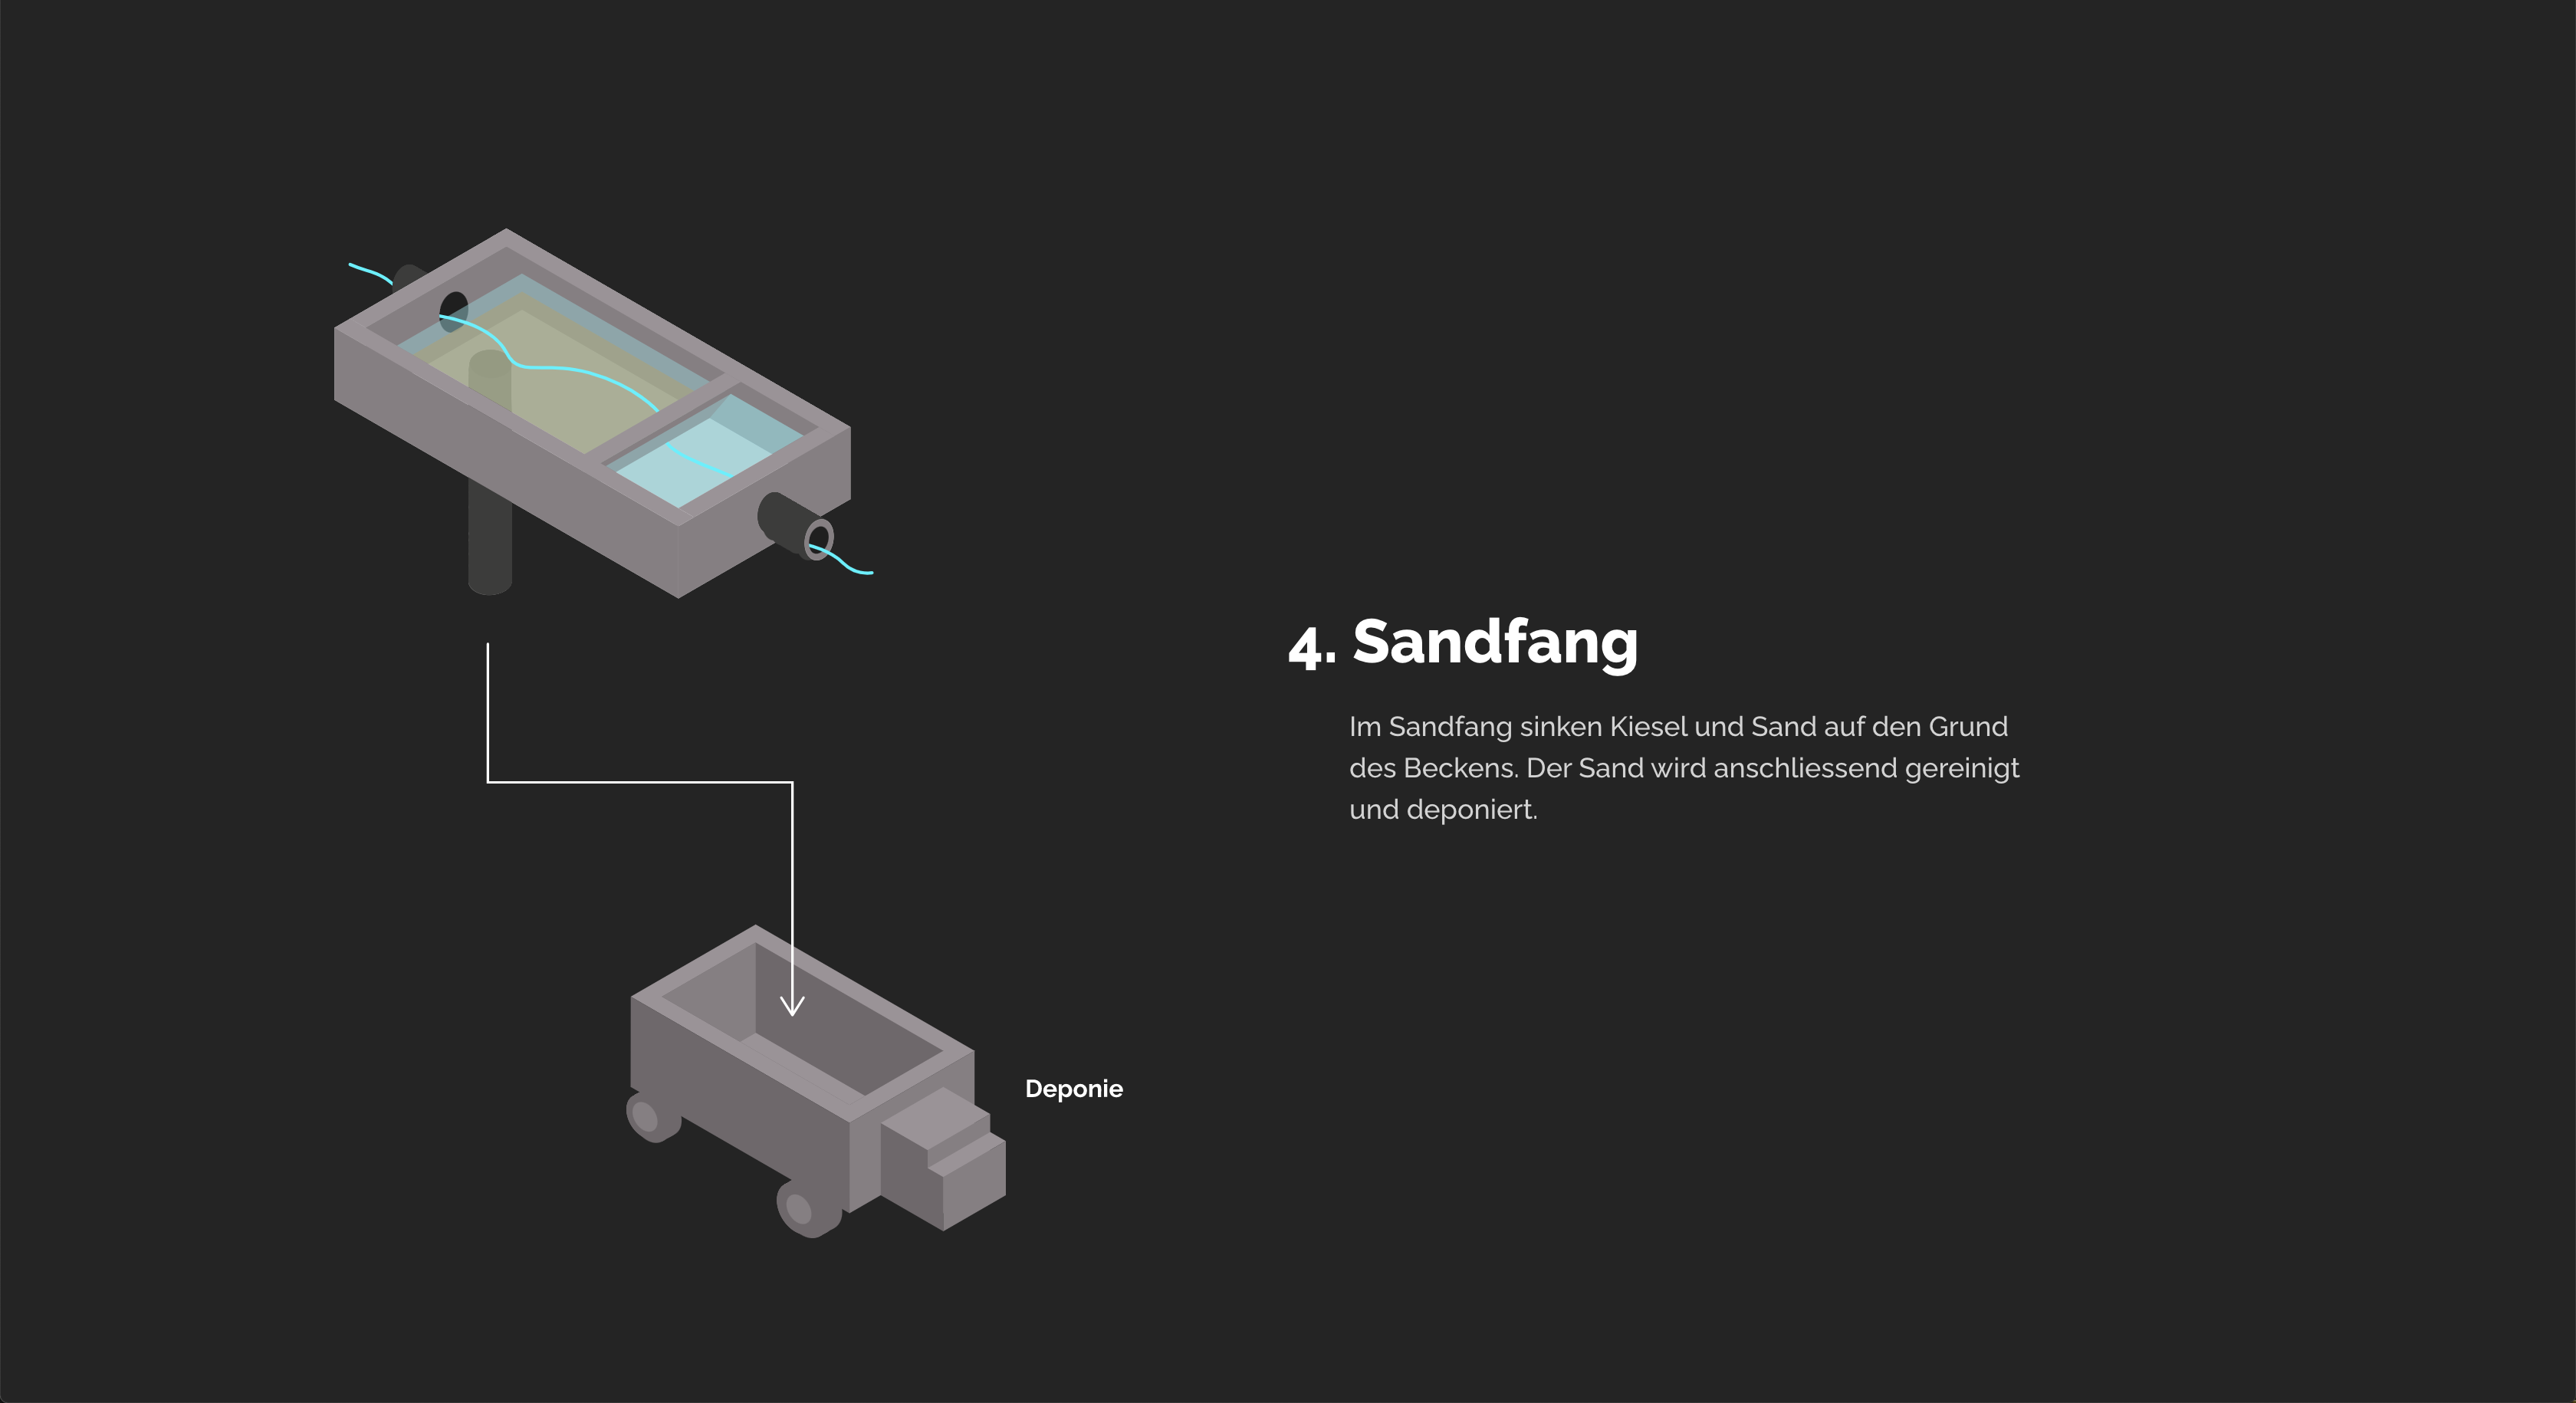 4. Sandfang
Im Sandfang sinken Kiesel und Sand auf den Grund
des Beckens. Der Sand wird anschliessend gereinigt
und deponiert.
Deponie